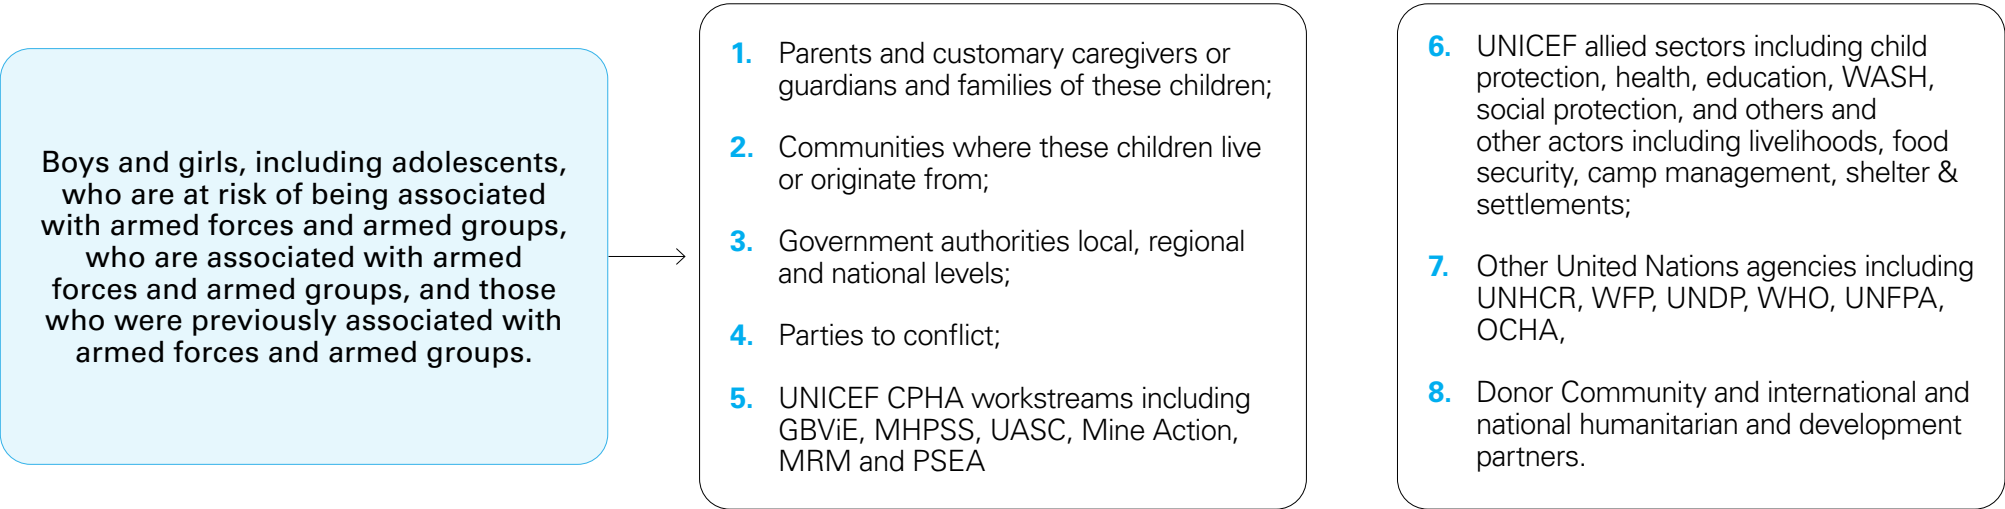 Boys and girls, including adolescents,
who are at risk of being associated
with armed forces and armed groups,
who are associated with armed
forces and armed groups, and those
who were previously associated with
armed forces and armed groups.
1. Parents and customary caregivers or
guardians and families of these children;
2. Communities where these children live
or originate from;
3. Government authorities local, regional
and national levels;
4. Parties to conflict;
5. UNICEF CPHA workstreams including
GBViE, MHPSS, UASC, Mine Action,
MRM and PSEA
6. UNICEF allied sectors including child
protection, health, education, WASH,
social protection, and others and
other actors including livelihoods, food
security, camp management, shelter &
settlements;
7. Other United Nations agencies including
UNHCR, WFP, UNDP, WHO, UNFPA,
OCHA,
8. Donor Community and international and
national humanitarian and development
partners.